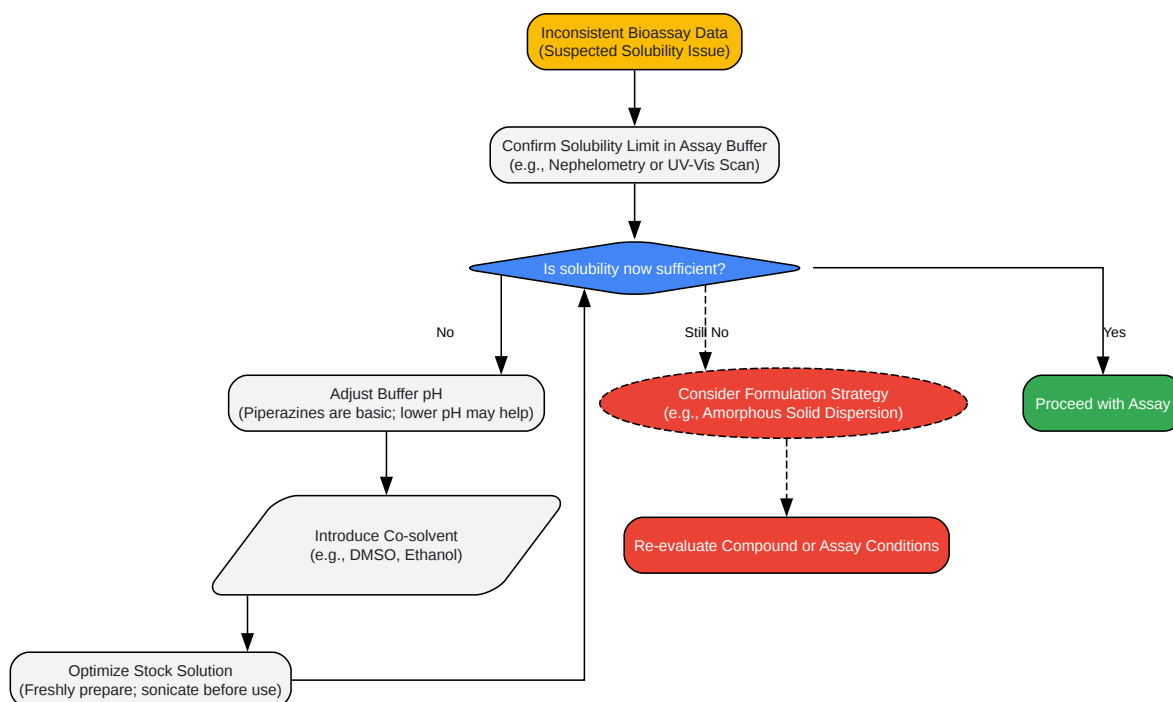 Inconsistent Bioassay Data
(Suspected Solubility Issue)
Confirm Solubility Limit in Assay Buffer
(e.g., Nephelometry or UV-Vis Scan)
Is solubility now sufficient?
No
Still No
Yes
Adjust Buffer pH
(Piperazines are basic; lower pH may help)
Consider Formulation Strategy
(e.g., Amorphous Solid Dispersion)
Proceed with Assay
Introduce Co-solvent
(e.g., DMSO, Ethanol)
Re-evaluate Compound or Assay Conditions
Optimize Stock Solution
(Freshly prepare; sonicate before use)